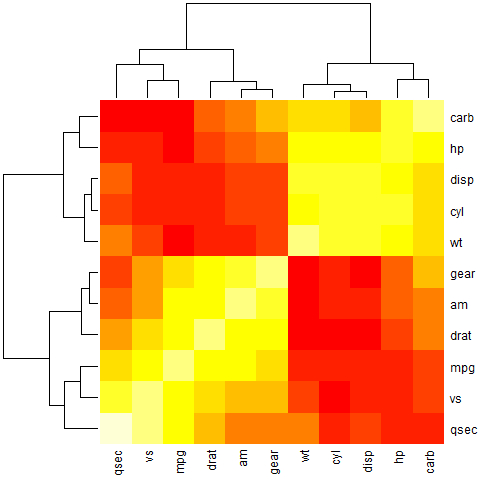 carb
hp
disp
cyl
wt
gear
am
drat
mpg
vs
qsec
qsec vs mpg drat am gear wt cyl disp hp carb